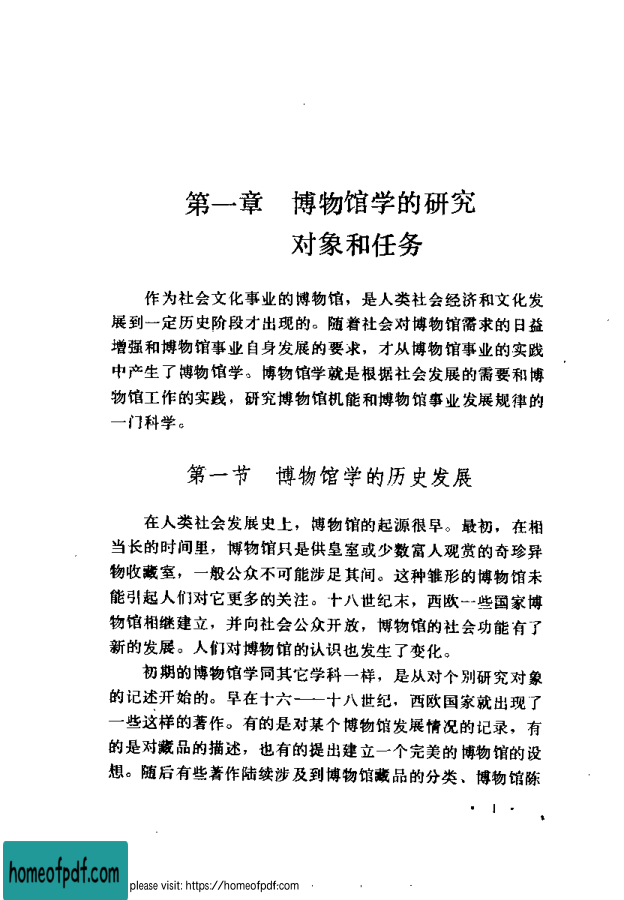 第一章 博物馆学的研究
对象和任务
作为社会文化事业的博物馆，是人类社会经济和文化发
展到一定历史阶段才出现的。随着社会对博物馆需求的日益
增强和博物馆事业自身发展的要求，才从博物馆事业的实践
中产生了博物馆学。博物馆学就是根据社会发展的需要和博
物馆工作的实践，研究博物馆机能和博物馆事业发展规律的
一门科学。
第一节 博物馆学的历史发展
在人类社会发展史上，博物馆的起源很早。最初，在相
当长的时间里，博物馆只是供皇室或少数富人观赏的奇珍异
物收藏室，一般公众不可能涉足其间。这种雏形的博物馆未
能引起人们对它更多的关注。十八世纪末，西欧一些国家博
物馆相继建立，并向社会公众开放，博物馆的社会功能有了
新的发展。人们对博物馆的认识也发生了变化。
初期的博物馆学同其它学科一样，是从对个别研究对象
的记述开始的。早在十六——十八世纪，西欧国家就出现了
一些这样的著作。有的是对某个博物馆发展情况的记录，有
的是对藏品的描述，也有的提出建立一个完美的博物馆的设
想。随后有些著作陆续涉及到博物馆藏品的分类、博物馆陈
· 1 ·
homeofpdf.com
please visit: https://homeofpdf.com